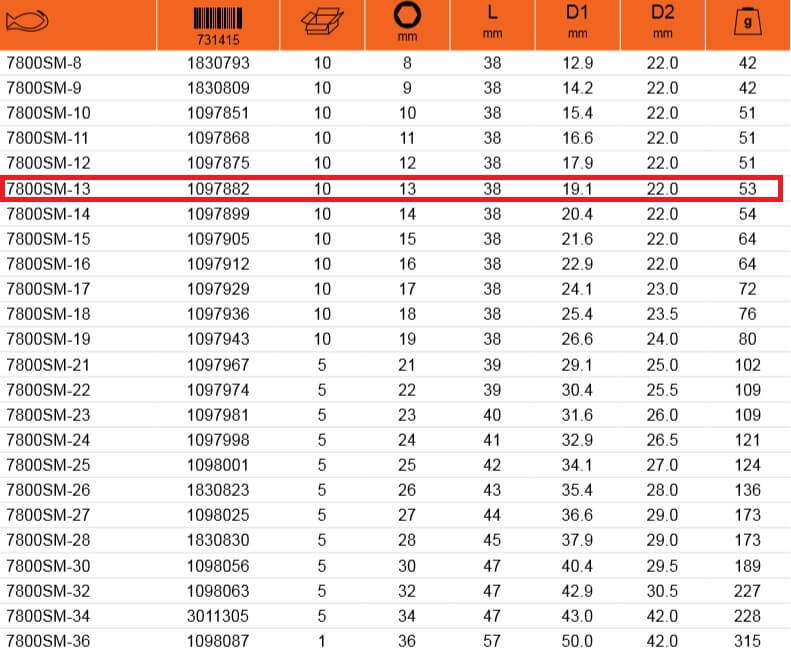 731415 mm L mm D1 mm D2 mm g
7800SM-8 1830793 10 8 38 12.9 22.0 42
7800SM-9 1830809 10 9 38 14.2 22.0 42
7800SM-10 1097851 10 10 38 15.4 22.0 51
7800SM-11 1097868 10 11 38 16.6 22.0 51
7800SM-12 1097875 10 12 38 17.9 22.0 51
7800SM-13 1097882 10 13 38 19.1 22.0 53
7800SM-14 1097899 10 14 38 20.4 22.0 54
7800SM-15 1097905 10 15 38 21.6 22.0 64
7800SM-16 1097912 10 16 38 22.9 22.0 64
7800SM-17 1097929 10 17 38 24.1 23.0 72
7800SM-18 1097936 10 18 38 25.4 23.5 76
7800SM-19 1097943 10 19 38 26.6 24.0 80
7800SM-21 1097967 5 21 39 29.1 25.0 102
7800SM-22 1097974 5 22 39 30.4 25.5 109
7800SM-23 1097981 5 23 40 31.6 26.0 109
7800SM-24 1097998 5 24 41 32.9 26.5 121
7800SM-25 1098001 5 25 42 34.1 27.0 124
7800SM-26 1830823 5 26 43 35.4 28.0 136
7800SM-27 1098025 5 27 44 36.6 29.0 173
7800SM-28 1830830 5 28 45 37.9 29.0 173
7800SM-30 1098056 5 30 47 40.4 29.5 189
7800SM-32 1098063 5 32 47 42.9 30.5 227
7800SM-34 3011305 5 34 47 43.0 42.0 228
7800SM-36 1098087 1 36 57 50.0 42.0 315